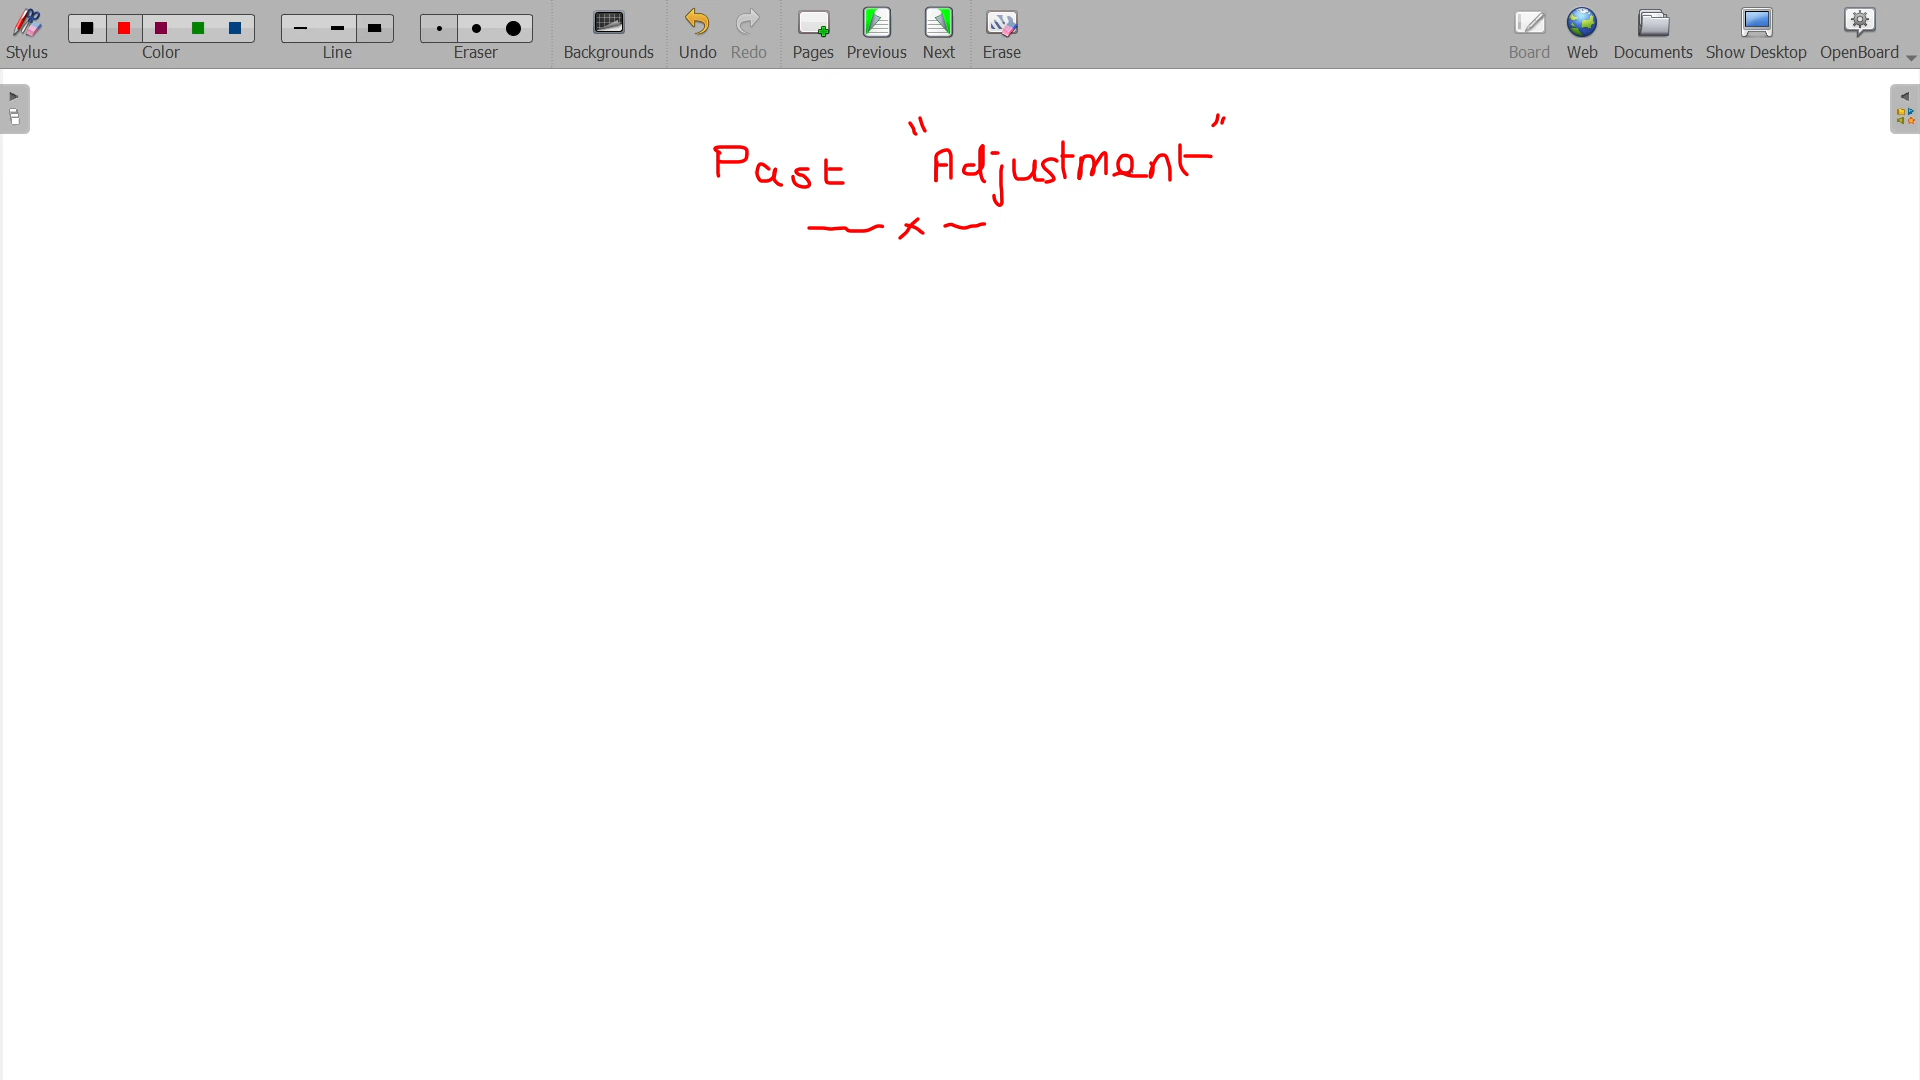 Stylus Color Line Eraser Backgrounds Undo Redo Pages Previous Next Erase Board Web Documents Show Desktop OpenBoard
Past "Adjustment"